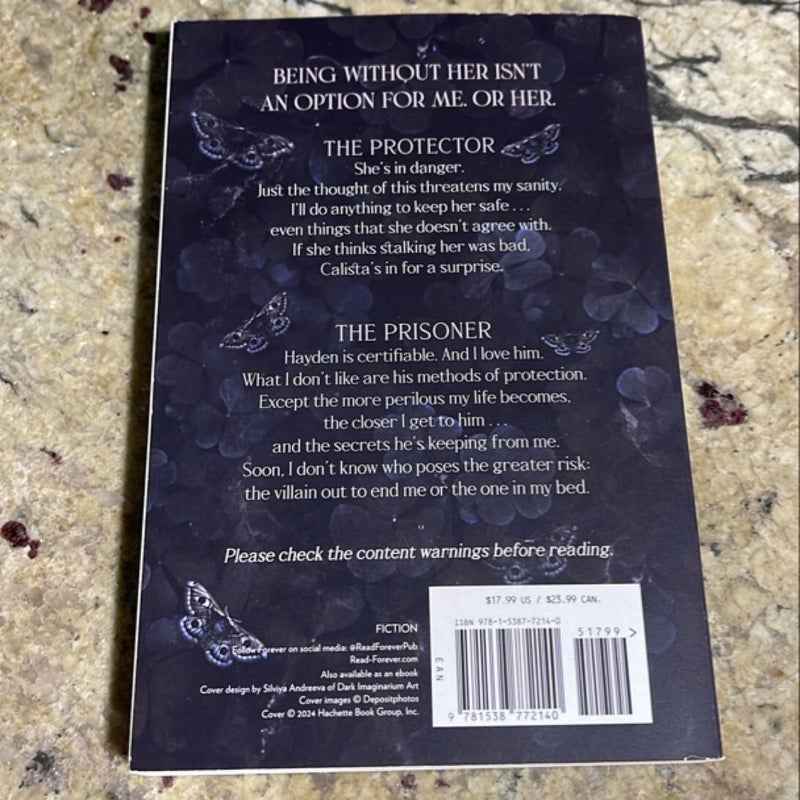 BEING WITHOUT HER ISN'T
AN OPTION FOR ME. OR HER.
THE PROTECTOR
She's in danger.
Just the thought of this threatens my sanity.
I'll do anything to keep her safe . . .
even things that she doesn't agree with.
If she thinks stalking her was bad,
Calista's in for a surprise.
THE PRISONER
Hayden is certifiable. And I love him.
What I don't like are his methods of protection.
Except the more perilous my life becomes,
the closer I get to him . . .
and the secrets he's keeping from me.
Soon, I don't know who poses the greater risk:
the villain out to end me or the one in my bed.
Please check the content warnings before reading.
FICTION
Follow Forever on social media: @ReadForeverPub
Read-Forever.com
Also available as an ebook
Cover design by Silviya Andreeva of Dark Imaginarium Art
Cover images © Depositphotos
Cover © 2024 Hachette Book Group, Inc.
$17.99 US / $23.99 CAN.
ISBN 978-1-5387-7214-0
51799 >
EAN
9 781538 772140